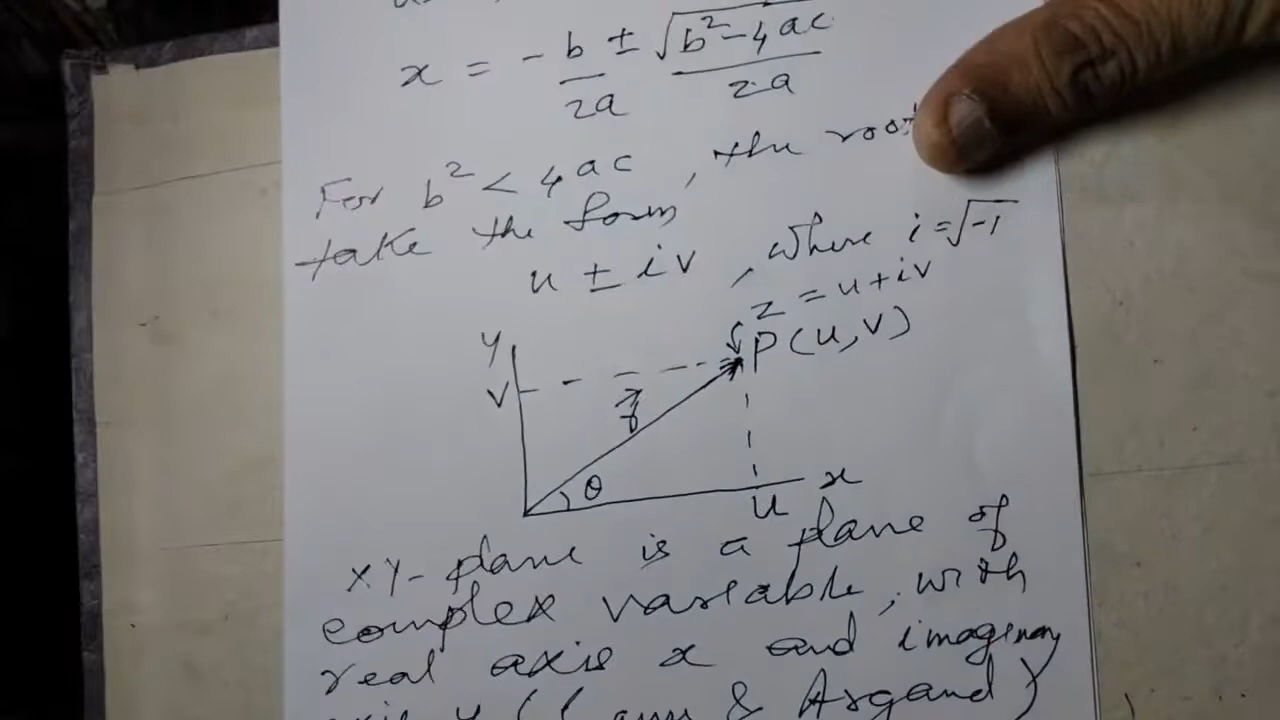 x = -b/2a ± √(b²-4ac)/2a
For b² < 4ac, the root
take the form
u ± iv, where i = √-1
z = u + iv
y
P(u, v)
v
θ
x
u
XY-plane is a plane of
complex variable, with
real axis x and imaginary
& Argand)